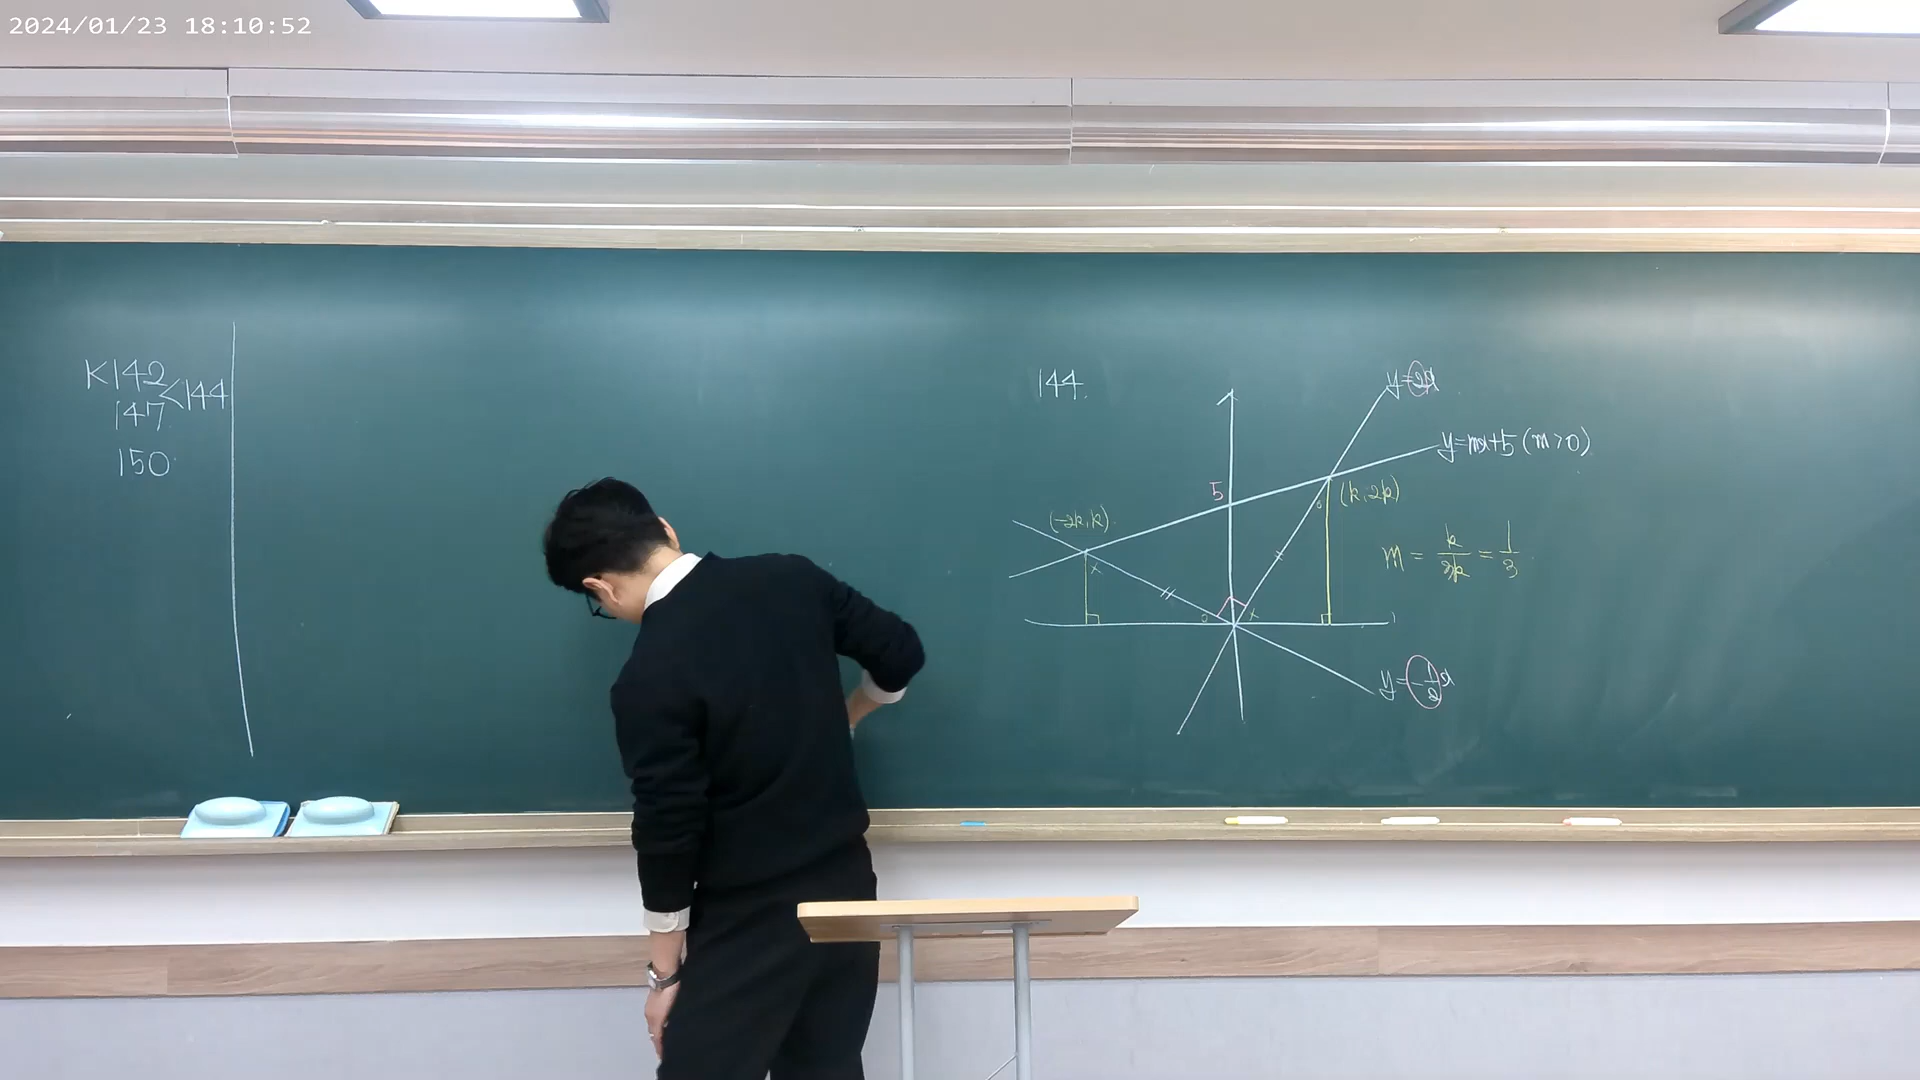 2024/01/23 18:10:52
K142
147
<144
150
144.
y=2x
y=mx+5 (m>0)
5
(k, 2k)
(-2k, k)
m = k/3k = 1/3
y=-1/2x